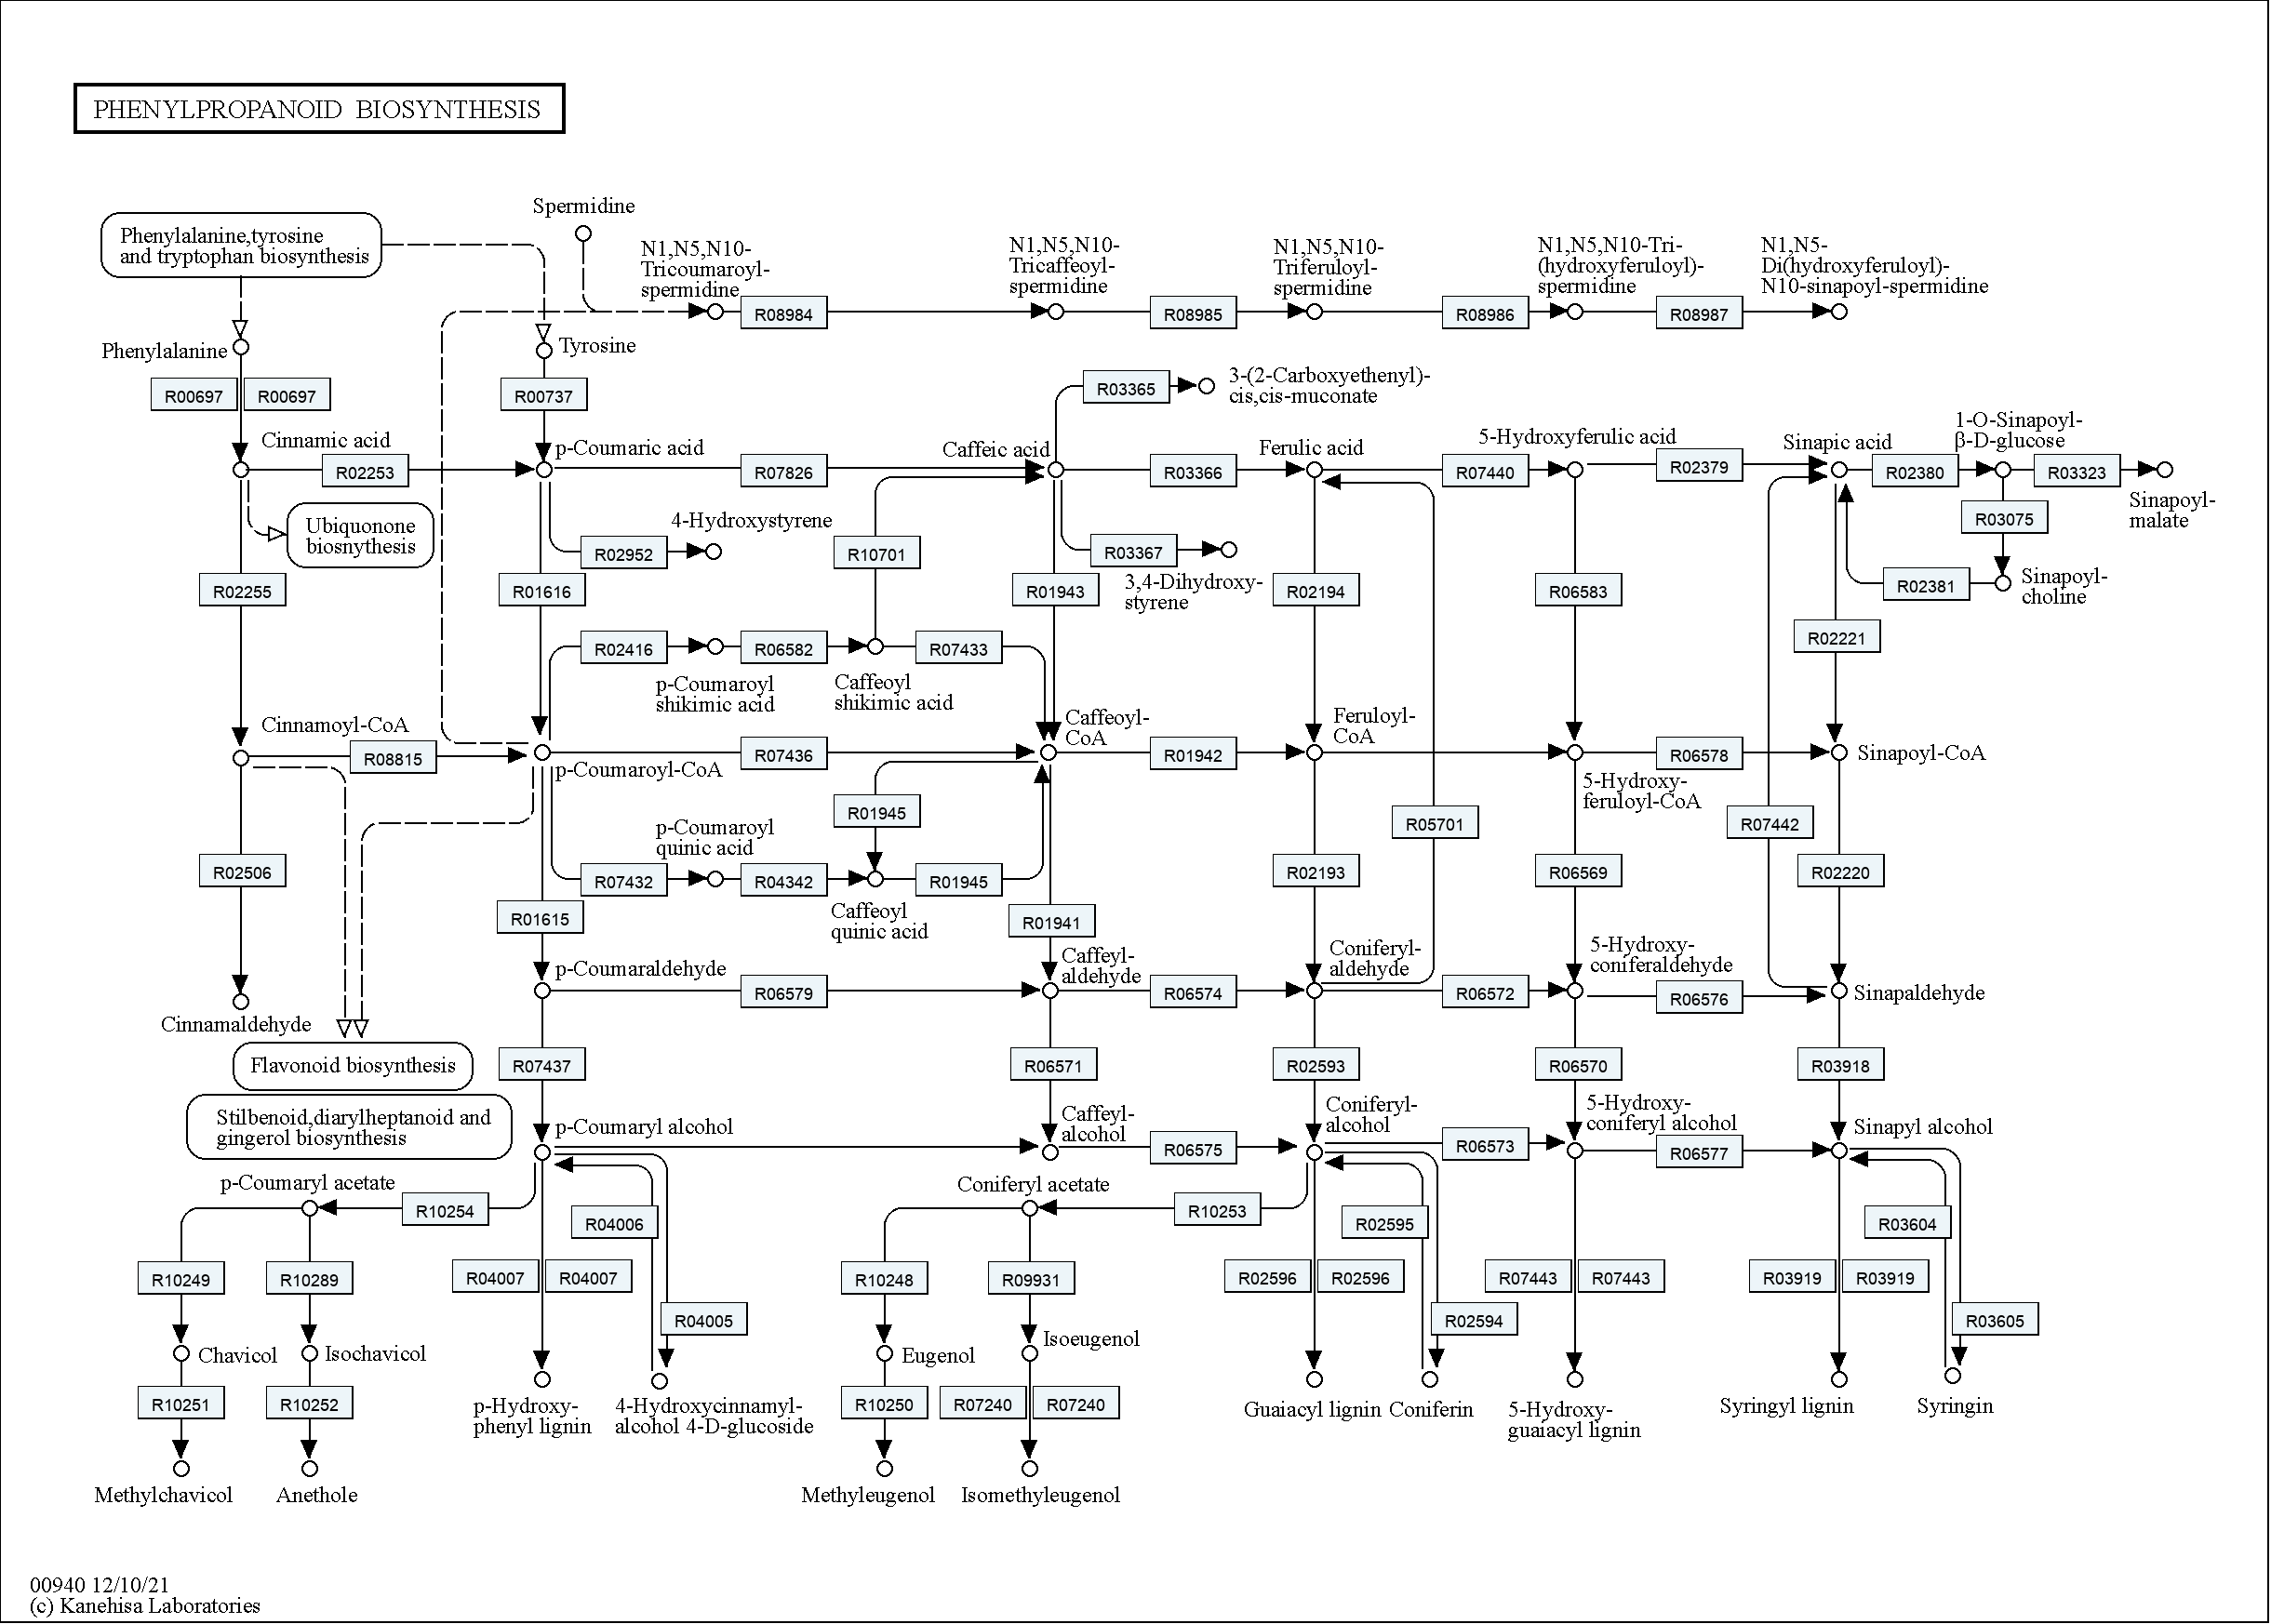 PHENYLPROPANOID BIOSYNTHESIS
Spermidine
Phenylalanine,tyrosine
and tryptophan biosynthesis
N1,N5,N10-
Tricoumaroyl-
spermidine
N1,N5,N10-
Tricaffeoyl-
spermidine
N1,N5,N10-
Triferuloyl-
spermidine
N1,N5,N10-Tri-
(hydroxyferuloyl)-
spermidine
N1,N5-
Di(hydroxyferuloyl)-
N10-sinapoyl-spermidine
R08984
R08985
R08986
R08987
Phenylalanine
Tyrosine
R00697
R00697
R00737
R03365
3-(2-Carboxyethenyl)-
cis,cis-muconate
Cinnamic acid
p-Coumaric acid
Caffeic acid
Ferulic acid
5-Hydroxyferulic acid
Sinapic acid
1-O-Sinapoyl-
β-D-glucose
R02253
R07826
R03366
R07440
R02379
R02380
R03323
Sinapoyl-
malate
Ubiquonone
biosnythesis
4-Hydroxystyrene
R02952
R10701
R03367
3,4-Dihydroxy-
styrene
R03075
R02381
Sinapoyl-
choline
R02255
R01616
R01943
R02194
R06583
R02221
R02416
R06582
R07433
p-Coumaroyl
shikimic acid
Caffeoyl
shikimic acid
Cinnamoyl-CoA
Caffeoyl-
CoA
Feruloyl-
CoA
R08815
p-Coumaroyl-CoA
R07436
R01942
R06578
Sinapoyl-CoA
5-Hydroxy-
feruloyl-CoA
R01945
R05701
R07442
p-Coumaroyl
quinic acid
R02506
R07432
R04342
R01945
R02193
R06569
R02220
Caffeoyl
quinic acid
R01615
R01941
p-Coumaraldehyde
Caffeyl-
aldehyde
Coniferyl-
aldehyde
5-Hydroxy-
coniferaldehyde
R06579
R06574
R06572
R06576
Sinapaldehyde
Cinnamaldehyde
Flavonoid biosynthesis
R07437
R06571
R02593
R06570
R03918
Stilbenoid,diarylheptanoid and
gingerol biosynthesis
p-Coumaryl alcohol
Caffeyl-
alcohol
Coniferyl-
alcohol
5-Hydroxy-
coniferyl alcohol
Sinapyl alcohol
R06575
R06573
R06577
p-Coumaryl acetate
Coniferyl acetate
R10254
R04006
R10253
R02595
R03604
R10249
R10289
R04007
R04007
R10248
R09931
R02596
R02596
R07443
R07443
R03919
R03919
R04005
R02594
R03605
Chavicol
Isochavicol
Eugenol
Isoeugenol
R10251
R10252
p-Hydroxy-
phenyl lignin
4-Hydroxycinnamyl-
alcohol 4-D-glucoside
R10250
R07240
R07240
Guaiacyl lignin
Coniferin
5-Hydroxy-
guaiacyl lignin
Syringyl lignin
Syringin
Methylchavicol
Anethole
Methyleugenol
Isomethyleugenol
00940 12/10/21
(c) Kanehisa Laboratories